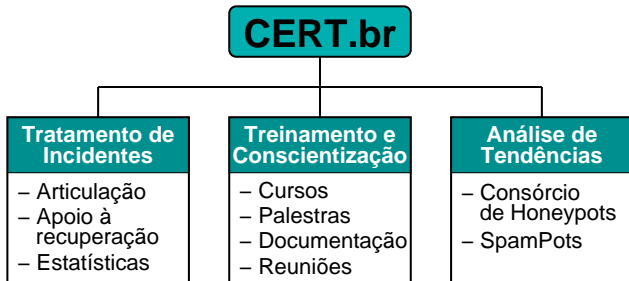 CERT.br
Tratamento de
Incidentes
– Articulação
– Apoio à
recuperação
– Estatísticas
Treinamento e
Conscientização
– Cursos
– Palestras
– Documentação
– Reuniões
Análise de
Tendências
– Consórcio
de Honeypots
– SpamPots